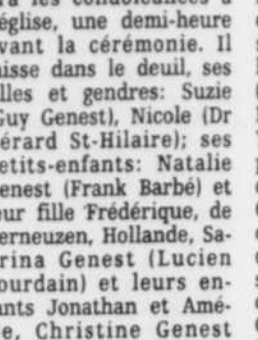 ra les condoléances à
église, une demi-heure
vant la cérémonie. Il
aisse dans le deuil, ses
lles et gendres: Suzie
Guy Genest), Nicole (Dr
érard St-Hilaire); ses
etits-enfants: Natalie
enest (Frank Barbé) et
eur fille Frédérique, de
erneuzen, Hollande, Sa-
rina Genest (Lucien
ourdain) et leurs en-
ants Jonathan et Amé-
e, Christine Genest